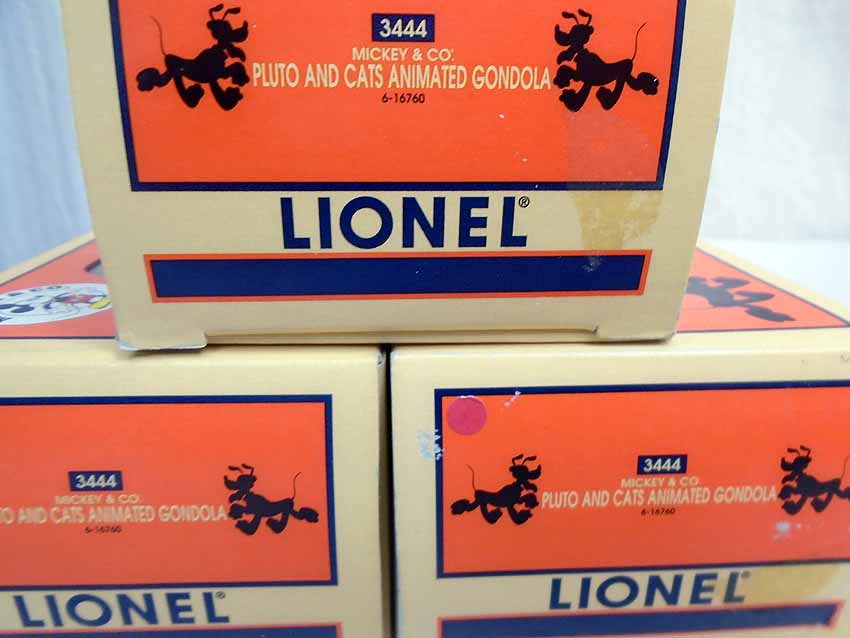 3444
MICKEY & CO.
PLUTO AND CATS ANIMATED GONDOLA
6-16760
LIONEL®
3444
MICKEY & CO.
TO AND CATS ANIMATED GONDOLA
6-16760
LIONEL®
3444
MICKEY & CO.
PLUTO AND CATS ANIMATED GONDOLA
6-16760
LIONEL®